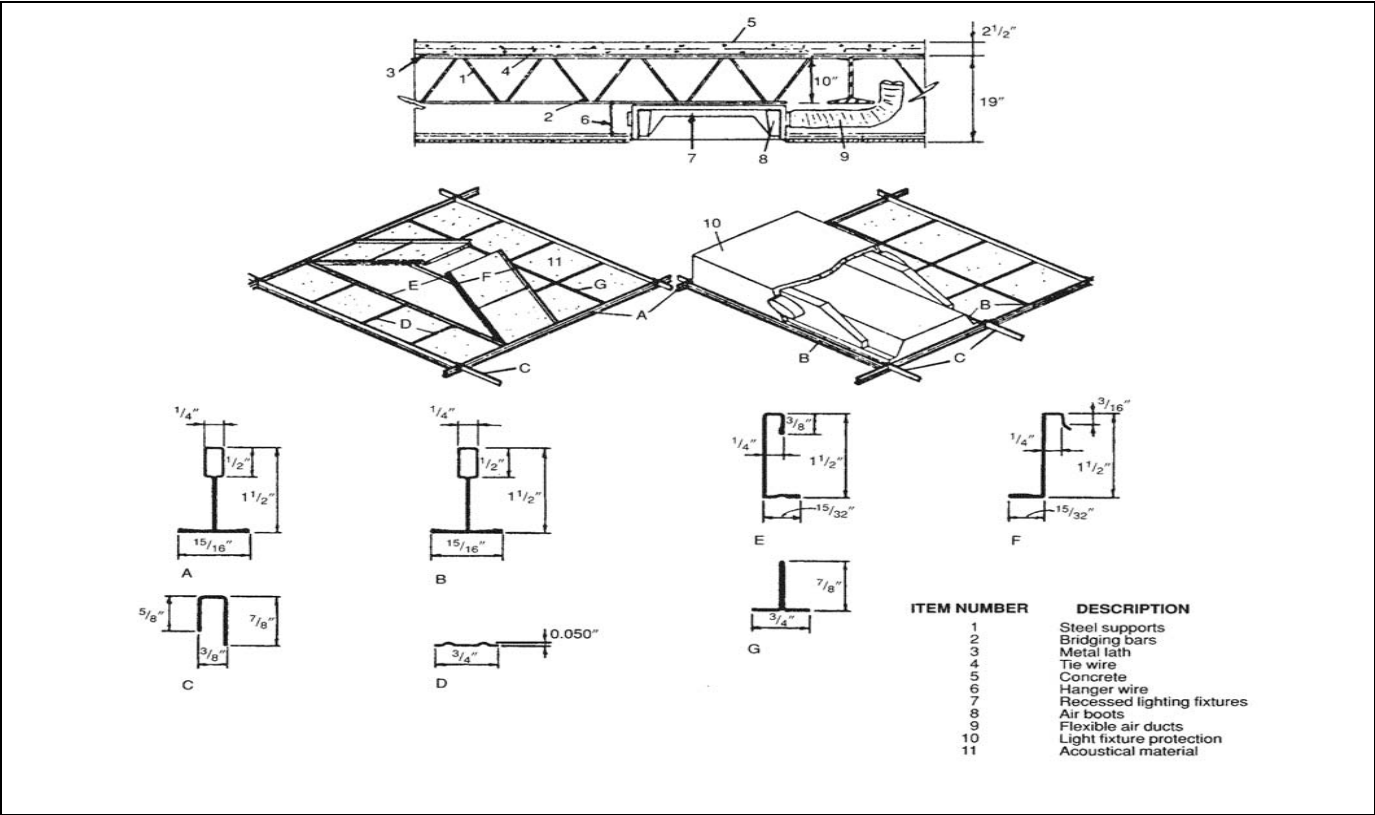 5
2 1/2"
3
1
4
10"
19"
2
6
7
8
9
10
11
F
E
G
D
A
C
B
B
C
1/4"
1/2"
1 1/2"
15/16"
A
1/4"
1/2"
1 1/2"
15/16"
B
3/8"
1/4"
1 1/2"
15/32"
E
3/16"
1/4"
1 1/2"
15/32"
F
5/8"
7/8"
3/8"
C
0.050"
3/4"
D
7/8"
3/4"
G
ITEM NUMBER DESCRIPTION
1 Steel supports
2 Bridging bars
3 Metal lath
4 Tie wire
5 Concrete
6 Hanger wire
7 Recessed lighting fixtures
8 Air boots
9 Flexible air ducts
10 Light fixture protection
11 Acoustical material